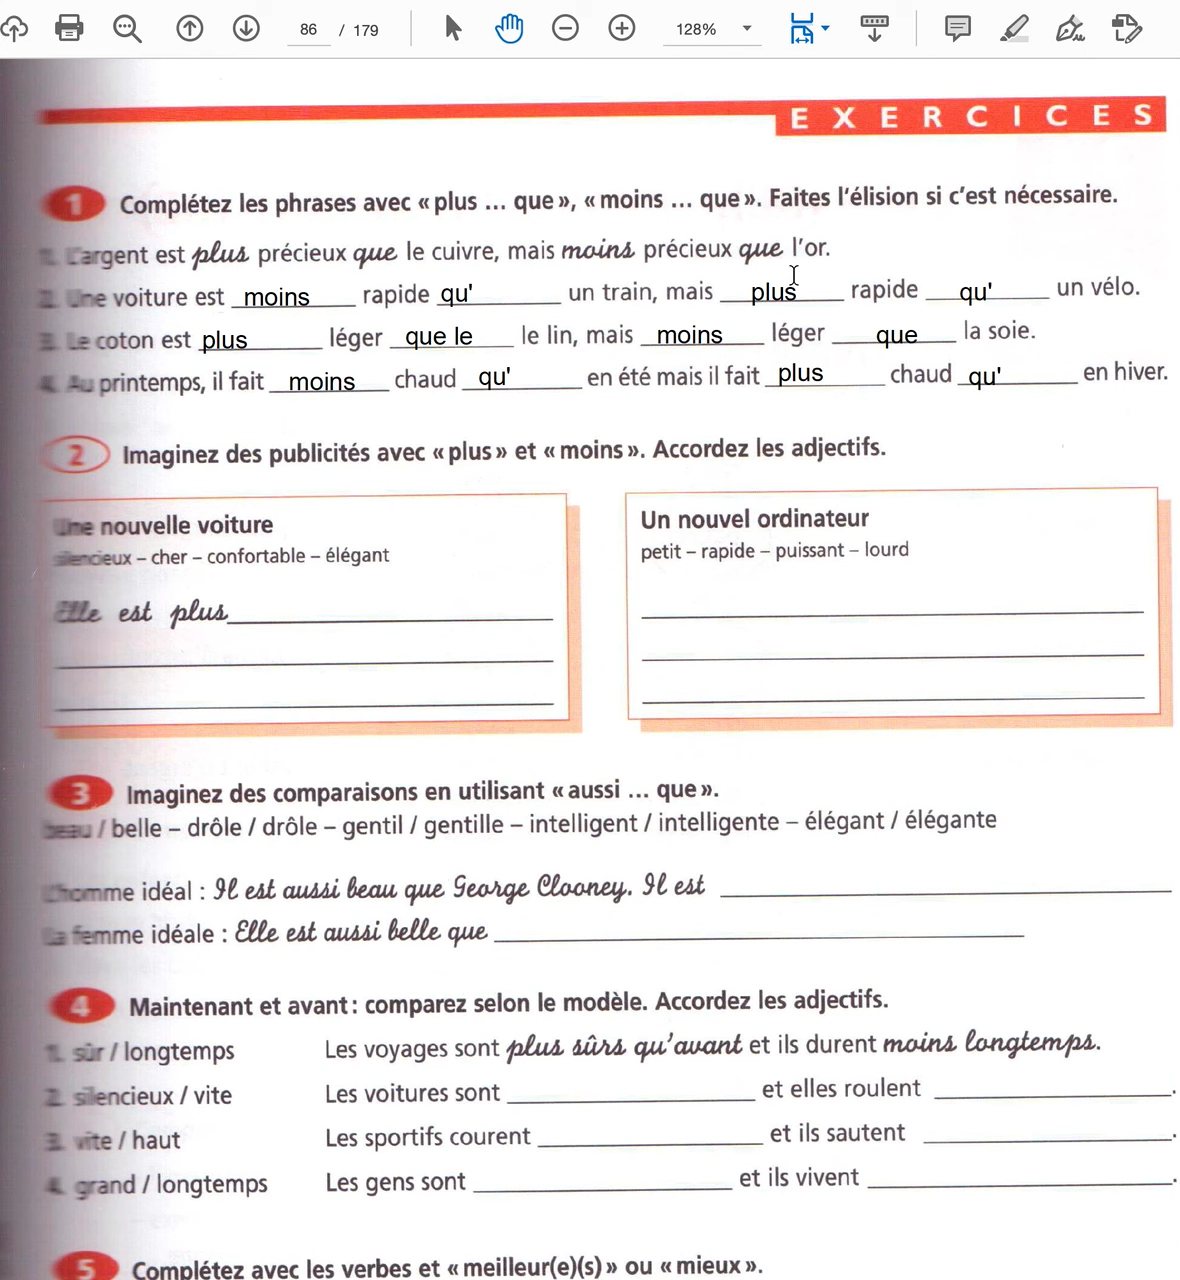 86 / 179 128%
EXERCICES
1 Complétez les phrases avec « plus ... que », « moins ... que ». Faites l'élision si c'est nécessaire.
1. L'argent est plus précieux que le cuivre, mais moins précieux que l'or.
2. Une voiture est moins rapide qu' un train, mais plus rapide qu' un vélo.
3. Le coton est plus léger que le le lin, mais moins léger que la soie.
4. Au printemps, il fait moins chaud qu' en été mais il fait plus chaud qu' en hiver.
2 Imaginez des publicités avec « plus » et « moins ». Accordez les adjectifs.
Une nouvelle voiture
silencieux – cher – confortable – élégant
Elle est plus
Un nouvel ordinateur
petit – rapide – puissant – lourd
3 Imaginez des comparaisons en utilisant « aussi ... que ».
beau / belle – drôle / drôle – gentil / gentille – intelligent / intelligente – élégant / élégante
L'homme idéal : Il est aussi beau que George Clooney. Il est
La femme idéale : Elle est aussi belle que
4 Maintenant et avant : comparez selon le modèle. Accordez les adjectifs.
1. sûr / longtemps Les voyages sont plus sûrs qu'avant et ils durent moins longtemps.
2. silencieux / vite Les voitures sont et elles roulent .
3. vite / haut Les sportifs courent et ils sautent .
4. grand / longtemps Les gens sont et ils vivent .
5 Complétez avec les verbes et « meilleur(e)(s) » ou « mieux ».